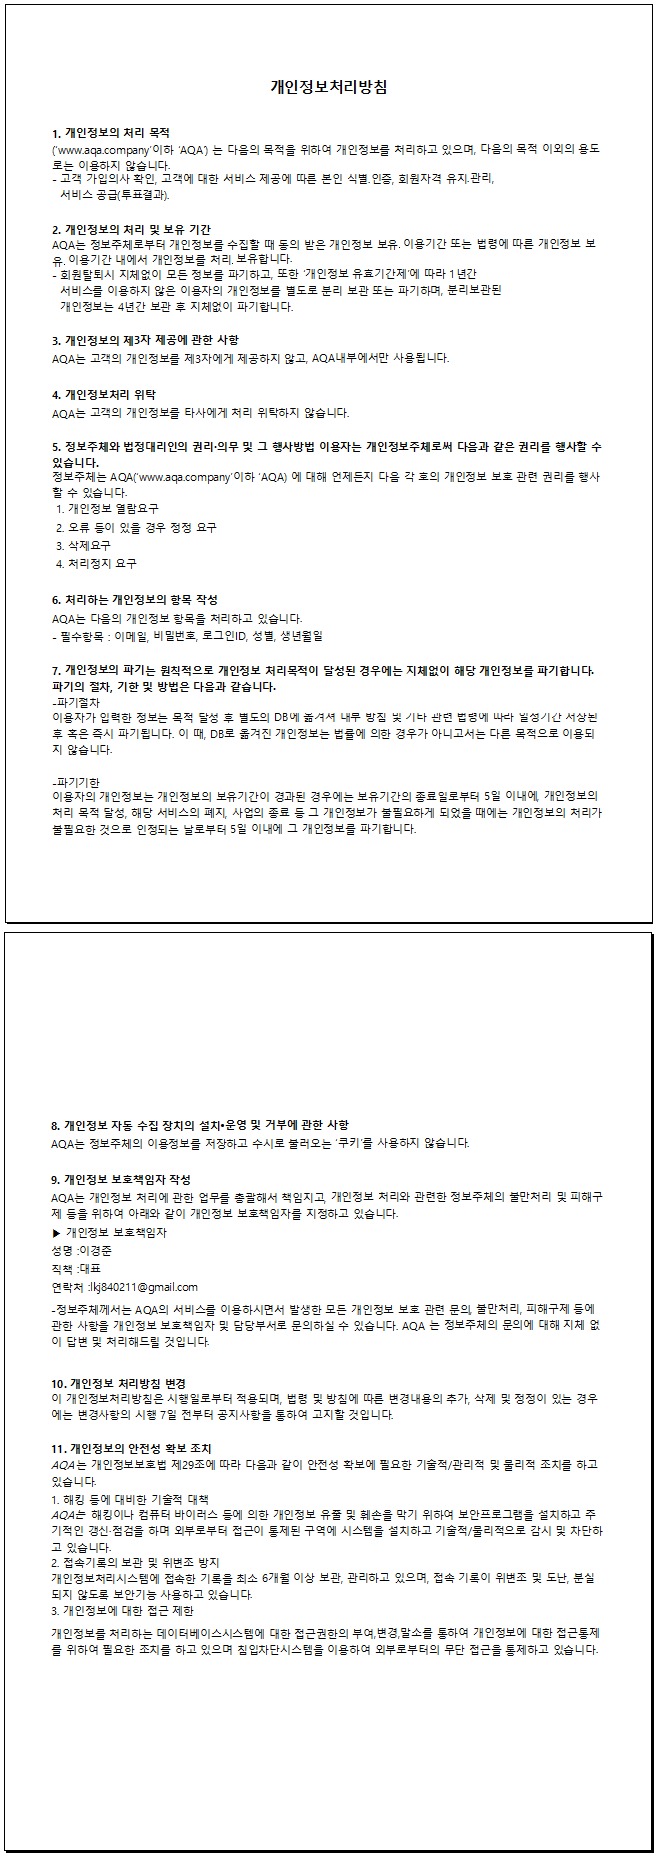 개인정보처리방침
1. 개인정보의 처리 목적
('www.aqa.company'이하 'AQA') 는 다음의 목적을 위하여 개인정보를 처리하고 있으며, 다음의 목적 이외의 용도
로는 이용하지 않습니다.
- 고객 가입의사 확인, 고객에 대한 서비스 제공에 따른 본인 식별.인증, 회원자격 유지.관리,
서비스 공급(투표결과).
2. 개인정보의 처리 및 보유 기간
AQA는 정보주체로부터 개인정보를 수집할 때 동의 받은 개인정보 보유. 이용기간 또는 법령에 따른 개인정보 보
유. 이용기간 내에서 개인정보를 처리. 보유합니다.
- 회원탈퇴시 지체없이 모든 정보를 파기하고, 또한 '개인정보 유효기간제'에 따라 1년간
서비스를 이용하지 않은 이용자의 개인정보를 별도로 분리 보관 또는 파기하며, 분리보관된
개인정보는 4년간 보관 후 지체없이 파기합니다.
3. 개인정보의 제3자 제공에 관한 사항
AQA는 고객의 개인정보를 제3자에게 제공하지 않고, AQA내부에서만 사용됩니다.
4. 개인정보처리 위탁
AQA는 고객의 개인정보를 타사에게 처리 위탁하지 않습니다.
5. 정보주체와 법정대리인의 권리·의무 및 그 행사방법 이용자는 개인정보주체로써 다음과 같은 권리를 행사할 수
있습니다.
정보주체는 AQA('www.aqa.company'이하 'AQA) 에 대해 언제든지 다음 각 호의 개인정보 보호 관련 권리를 행사
할 수 있습니다.
1. 개인정보 열람요구
2. 오류 등이 있을 경우 정정 요구
3. 삭제요구
4. 처리정지 요구
6. 처리하는 개인정보의 항목 작성
AQA는 다음의 개인정보 항목을 처리하고 있습니다.
- 필수항목 : 이메일, 비밀번호, 로그인ID, 성별, 생년월일
7. 개인정보의 파기는 원칙적으로 개인정보 처리목적이 달성된 경우에는 지체없이 해당 개인정보를 파기합니다.
파기의 절차, 기한 및 방법은 다음과 같습니다.
-파기절차
이용자가 입력한 정보는 목적 달성 후 별도의 DB에 옮겨져 내부 방침 및 기타 관련 법령에 따라 일정기간 저장된
후 혹은 즉시 파기됩니다. 이 때, DB로 옮겨진 개인정보는 법률에 의한 경우가 아니고서는 다른 목적으로 이용되
지 않습니다.
-파기기한
이용자의 개인정보는 개인정보의 보유기간이 경과된 경우에는 보유기간의 종료일로부터 5일 이내에, 개인정보의
처리 목적 달성, 해당 서비스의 폐지, 사업의 종료 등 그 개인정보가 불필요하게 되었을 때에는 개인정보의 처리가
불필요한 것으로 인정되는 날로부터 5일 이내에 그 개인정보를 파기합니다.
8. 개인정보 자동 수집 장치의 설치•운영 및 거부에 관한 사항
AQA는 정보주체의 이용정보를 저장하고 수시로 불러오는 '쿠키'를 사용하지 않습니다.
9. 개인정보 보호책임자 작성
AQA는 개인정보 처리에 관한 업무를 총괄해서 책임지고, 개인정보 처리와 관련한 정보주체의 불만처리 및 피해구
제 등을 위하여 아래와 같이 개인정보 보호책임자를 지정하고 있습니다.
▶ 개인정보 보호책임자
성명 :이경준
직책 :대표
연락처 :lkj840211@gmail.com
-정보주체께서는 AQA의 서비스를 이용하시면서 발생한 모든 개인정보 보호 관련 문의, 불만처리, 피해구제 등에
관한 사항을 개인정보 보호책임자 및 담당부서로 문의하실 수 있습니다. AQA 는 정보주체의 문의에 대해 지체 없
이 답변 및 처리해드릴 것입니다.
10. 개인정보 처리방침 변경
이 개인정보처리방침은 시행일로부터 적용되며, 법령 및 방침에 따른 변경내용의 추가, 삭제 및 정정이 있는 경우
에는 변경사항의 시행 7일 전부터 공지사항을 통하여 고지할 것입니다.
11. 개인정보의 안전성 확보 조치
AQA는 개인정보보호법 제29조에 따라 다음과 같이 안전성 확보에 필요한 기술적/관리적 및 물리적 조치를 하고
있습니다.
1. 해킹 등에 대비한 기술적 대책
AQA는 해킹이나 컴퓨터 바이러스 등에 의한 개인정보 유출 및 훼손을 막기 위하여 보안프로그램을 설치하고 주
기적인 갱신·점검을 하며 외부로부터 접근이 통제된 구역에 시스템을 설치하고 기술적/물리적으로 감시 및 차단하
고 있습니다.
2. 접속기록의 보관 및 위변조 방지
개인정보처리시스템에 접속한 기록을 최소 6개월 이상 보관, 관리하고 있으며, 접속 기록이 위변조 및 도난, 분실
되지 않도록 보안기능 사용하고 있습니다.
3. 개인정보에 대한 접근 제한
개인정보를 처리하는 데이터베이스시스템에 대한 접근권한의 부여,변경,말소를 통하여 개인정보에 대한 접근통제
를 위하여 필요한 조치를 하고 있으며 침입차단시스템을 이용하여 외부로부터의 무단 접근을 통제하고 있습니다.